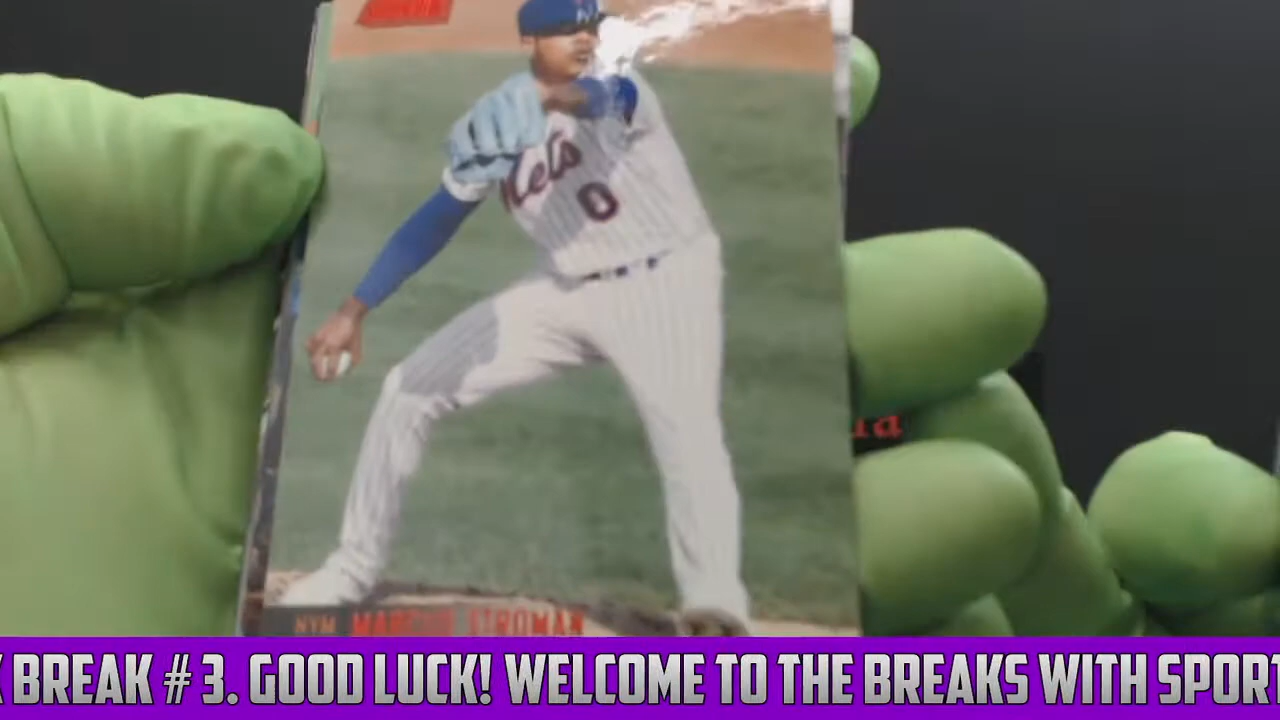 Mets
0
NYM MARCUS STROMAN
K BREAK # 3. GOOD LUCK! WELCOME TO THE BREAKS WITH SPORT